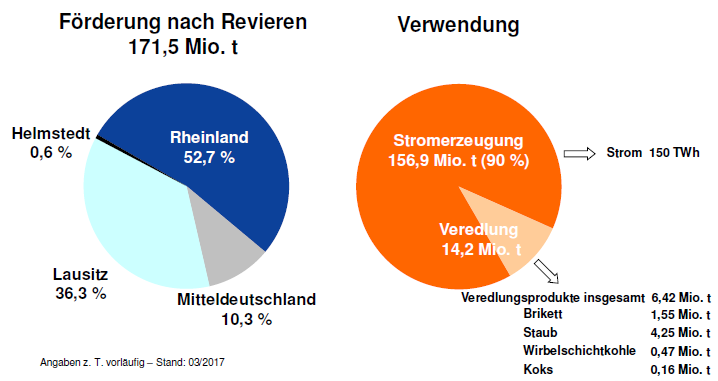 Förderung nach Revieren
171,5 Mio. t
Verwendung
Helmstedt
0,6 %
Rheinland
52,7 %
Lausitz
36,3 %
Mitteldeutschland
10,3 %
Stromerzeugung
156,9 Mio. t (90 %)
Strom 150 TWh
Veredlung
14,2 Mio. t
Veredlungsprodukte insgesamt 6,42 Mio. t
Brikett 1,55 Mio. t
Staub 4,25 Mio. t
Wirbelschichtkohle 0,47 Mio. t
Koks 0,16 Mio. t
Angaben z. T. vorläufig – Stand: 03/2017